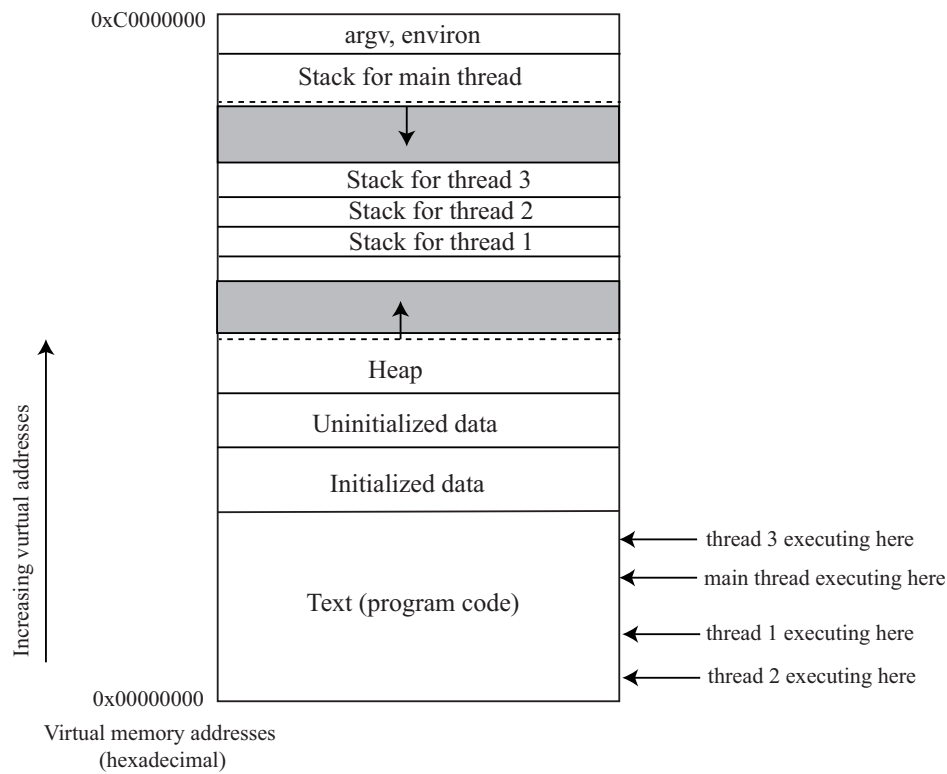 0xC0000000
argv, environ
Stack for main thread
Stack for thread 3
Stack for thread 2
Stack for thread 1
Heap
Uninitialized data
Initialized data
Text (program code)
thread 3 executing here
main thread executing here
thread 1 executing here
thread 2 executing here
Increasing vurtual addresses
0x00000000
Virtual memory addresses
(hexadecimal)